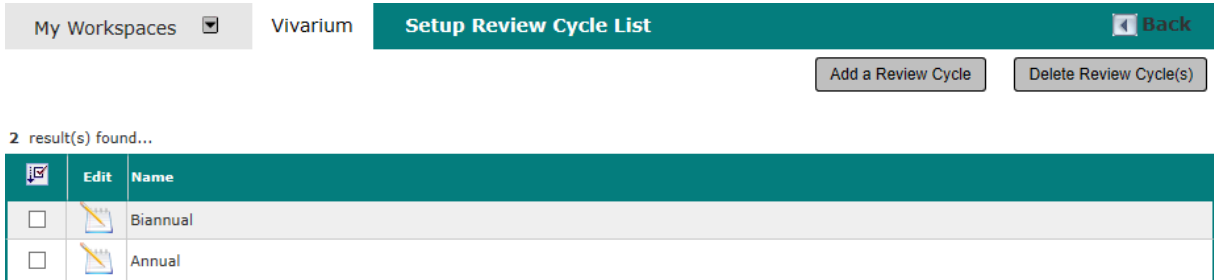 My Workspaces Vivarium Setup Review Cycle List Back
Add a Review Cycle Delete Review Cycle(s)
2 result(s) found...
Edit Name
Biannual
Annual